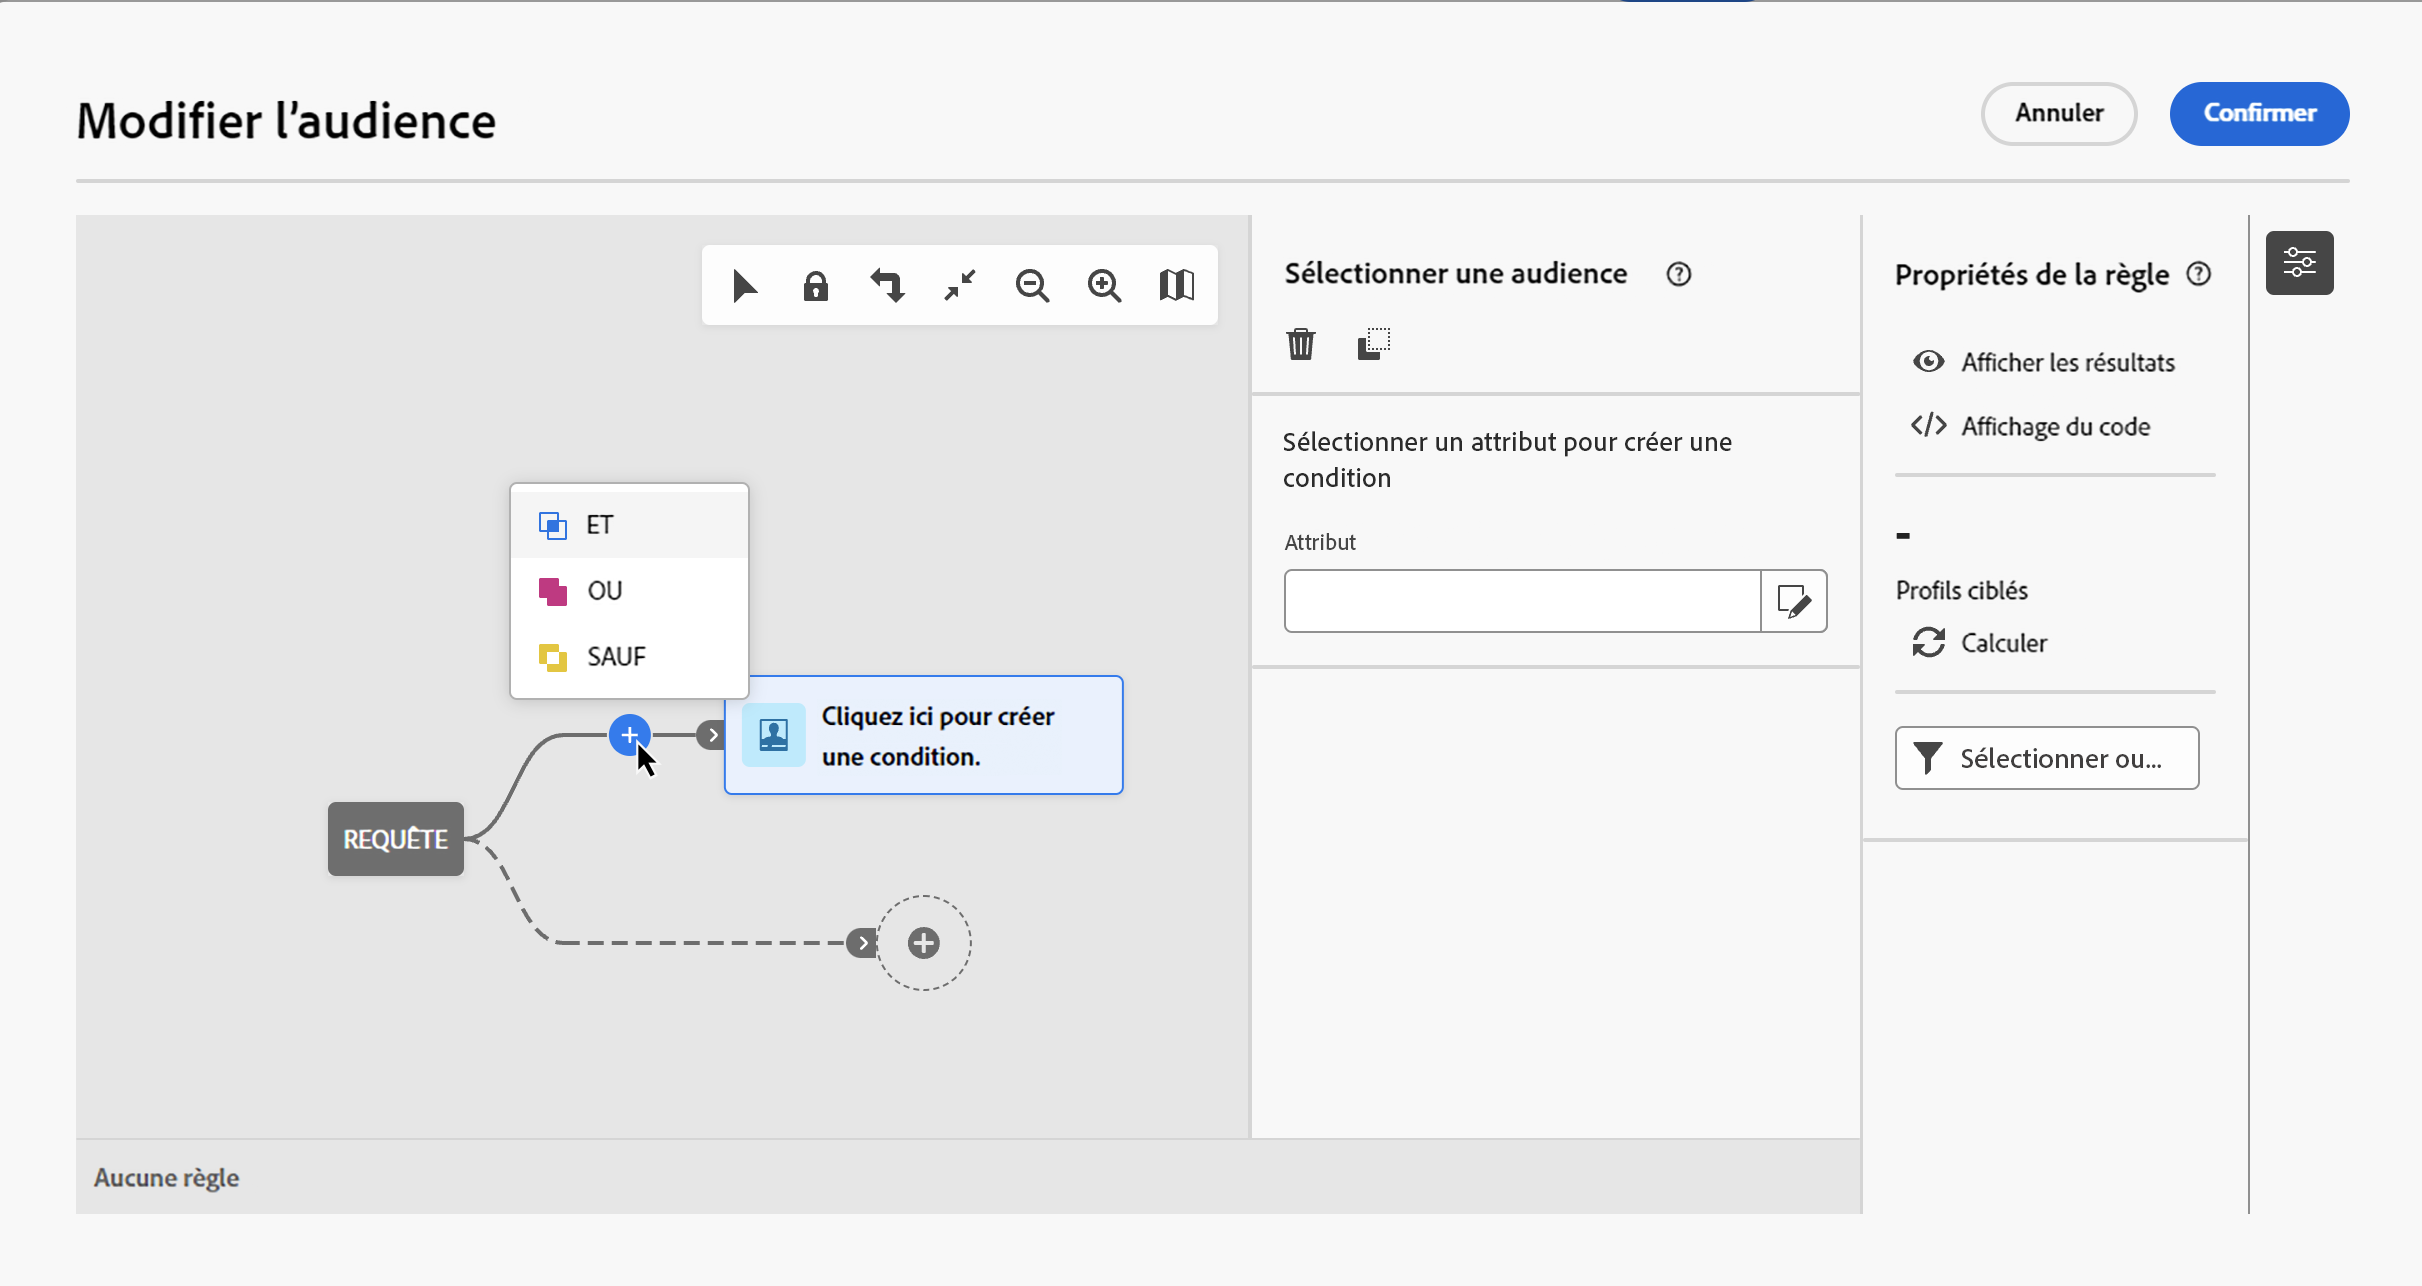 Modifier l’audience
Annuler
Confirmer
ET
OU
SAUF
Cliquez ici pour créer
une condition.
REQUÊTE
Aucune règle
Sélectionner une audience
Sélectionner un attribut pour créer une
condition
Attribut
Propriétés de la règle
Afficher les résultats
Affichage du code
-
Profils ciblés
Calculer
Sélectionner ou...